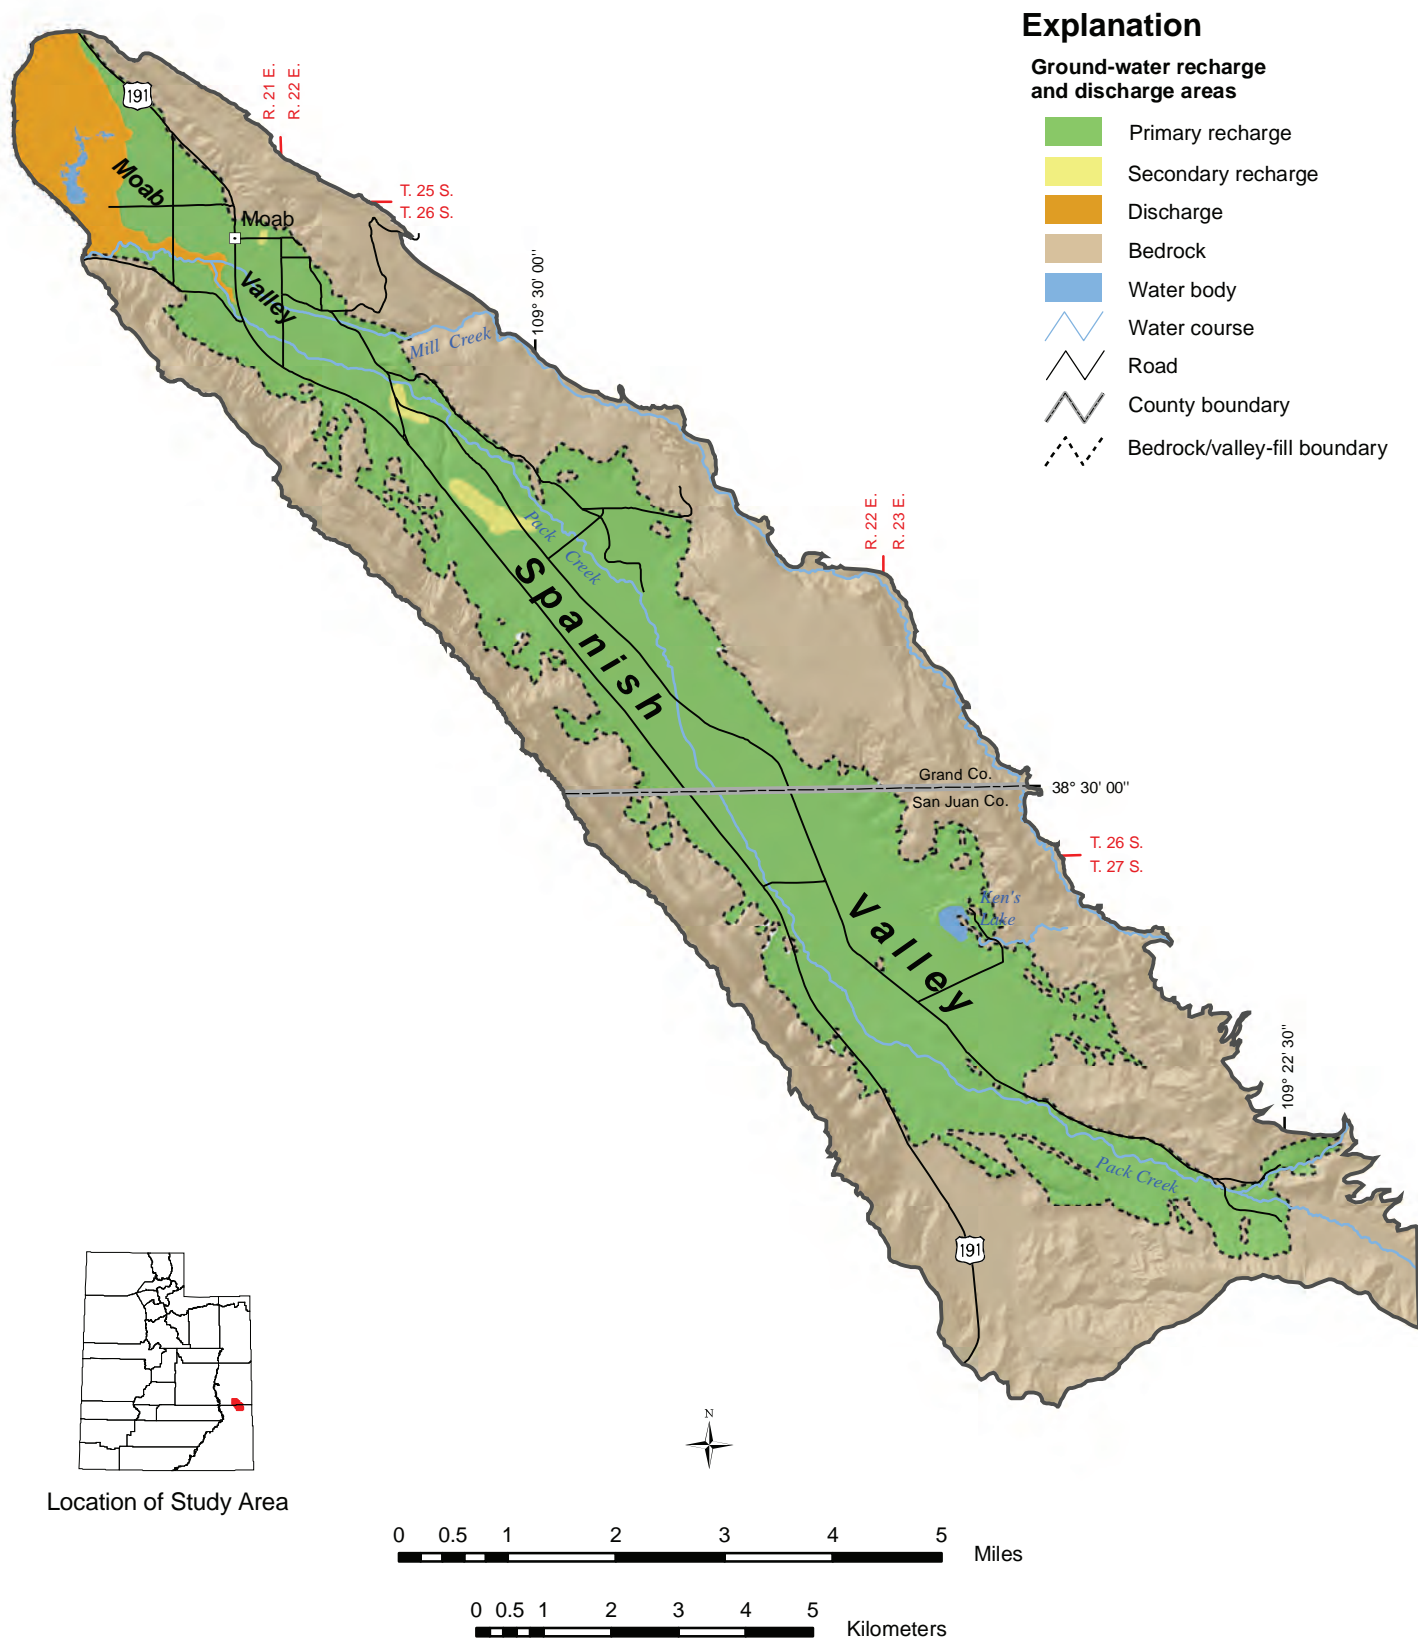 Explanation
Ground-water recharge
and discharge areas
Primary recharge
Secondary recharge
Discharge
Bedrock
Water body
Water course
Road
County boundary
Bedrock/valley-fill boundary
191
R. 21 E.
R. 22 E.
T. 25 S.
T. 26 S.
Moab
Moab
Valley
109° 30' 00"
Mill Creek
R. 22 E.
R. 23 E.
Pack Creek
Spanish
Grand Co.
San Juan Co.
38° 30' 00"
T. 26 S.
T. 27 S.
Ken's
Lake
Valley
109° 22' 30"
Pack Creek
191
N
Location of Study Area
0 0.5 1 2 3 4 5
Miles
0 0.5 1 2 3 4 5
Kilometers